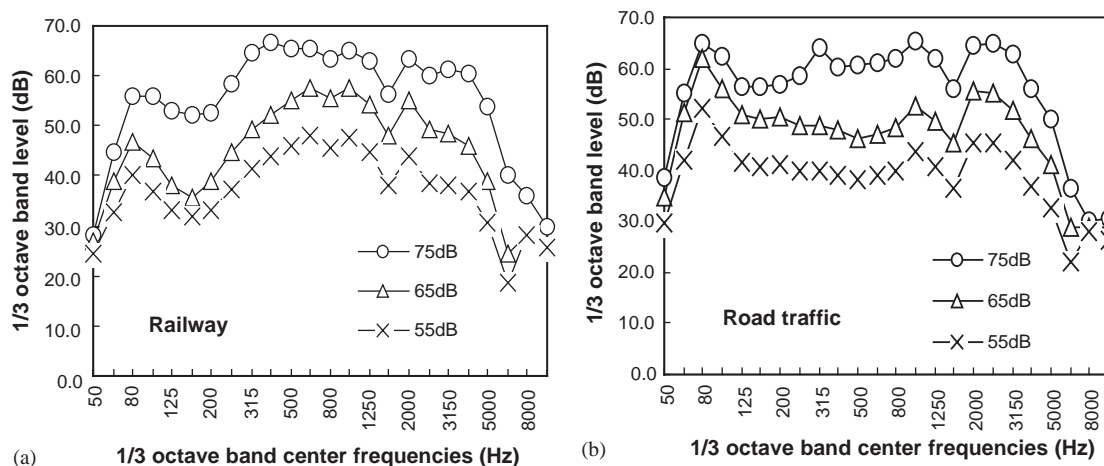 70.0
60.0
50.0
40.0
30.0
20.0
10.0
0.0
1/3 octave band level (dB)
75dB
65dB
55dB
Railway
50
80
125
200
315
500
800
1250
2000
3150
5000
8000
(a)
1/3 octave band center frequencies (Hz)
(b)
70.0
60.0
50.0
40.0
30.0
20.0
10.0
0.0
1/3 octave band level (dB)
75dB
65dB
55dB
Road traffic
50
80
125
200
315
500
800
1250
2000
3150
5000
8000
1/3 octave band center frequencies (Hz)